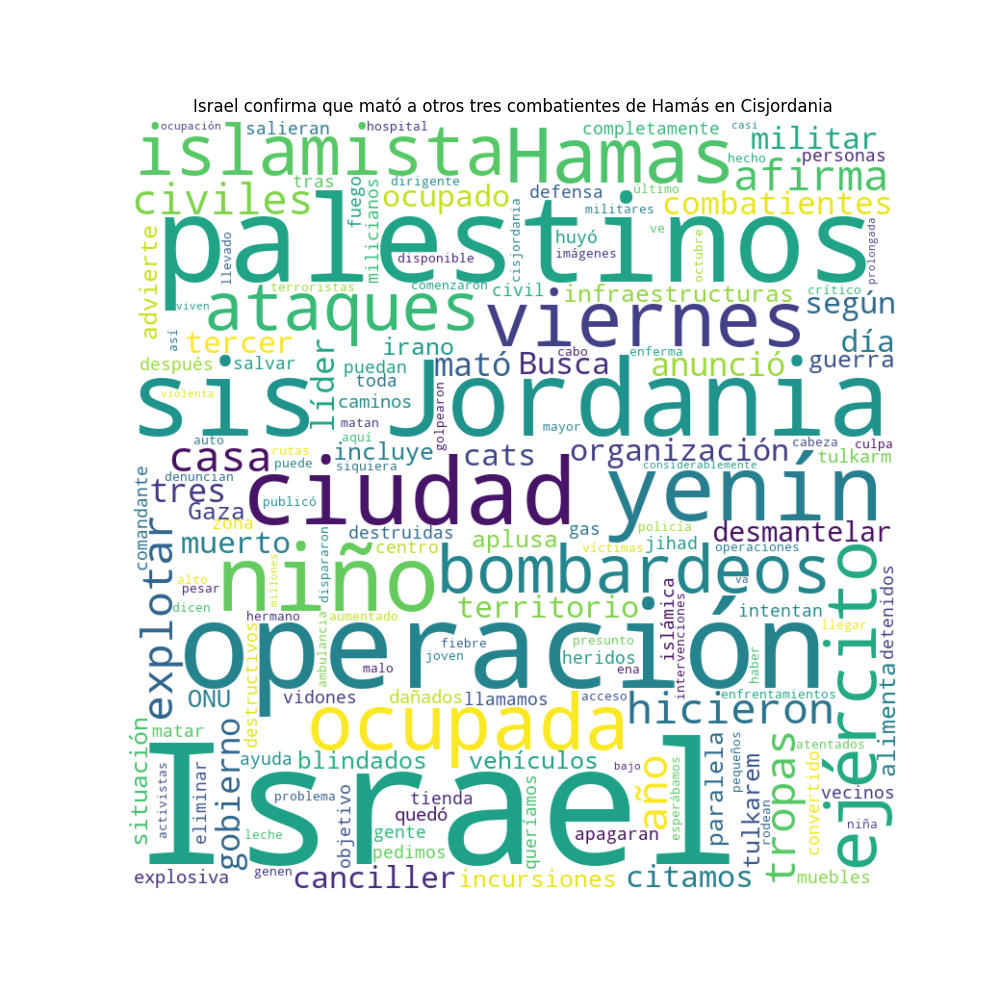 Israel confirma que mató a otros tres combatientes de Hamás en Cisjordania
ocupación
salieran
hospital
completamente
casi
militar
islamista
Hamas
hecho
personas
tras
dirigente
último
afirma
civiles
fuego
milicianos
ocupado
defensa
combatientes
militares
cisjordania
palestinos
huyó
ve
imágenes
octubre
prolongada
advierte
llevado
disponible
terroristas
comenzaron
civil
infraestructuras
crítico
según
viven
ataques
viernes
así
tercer
líder
irano
día
después
salvar
puedan
mató
Busca
cabo
enferma
anunció
guerra
toda
violenta
caminos
golpearon
sis
Jordania
matan
mayor
auto
aquí
rutas
casa
puede
incluye
cats
organización
cabeza
culpa
siquiera
considerablemente
tulkarm
denuncian
comandante
tres
publicó
ciudad
yenín
Gaza
zona
destruidas
gas
policía
desmantelar
muerto
centro
aplusa
jihad
operaciones
víctimas
explotar
alto
pesar
millones
dispararon
niño
bombardeos
va
ejército
detenidos
dicen
hermano
aumentado
territorio
islámica
intentan
llegar
ambulancia
fiebre
presunto
joven
heridos
intervenciones
haber
alimenta
operación
malo
ena
destructivos
ONU
vidones
dañados
llamamos
acceso
enfrentamientos
ocupada
hicieron
situación
matar
gobierno
ayuda
blindados
vehículos
bajo
año
paralela
pequeños
tropas
atentados
activistas
eliminar
problema
objetivo
tienda
quedó
queríamos
esperábamos
tulkarem
rodean
convertido
vecinos
Israel
leche
gente
pedimos
apagaran
niña
explosiva
genen
canciller
incursiones
citamos
muebles